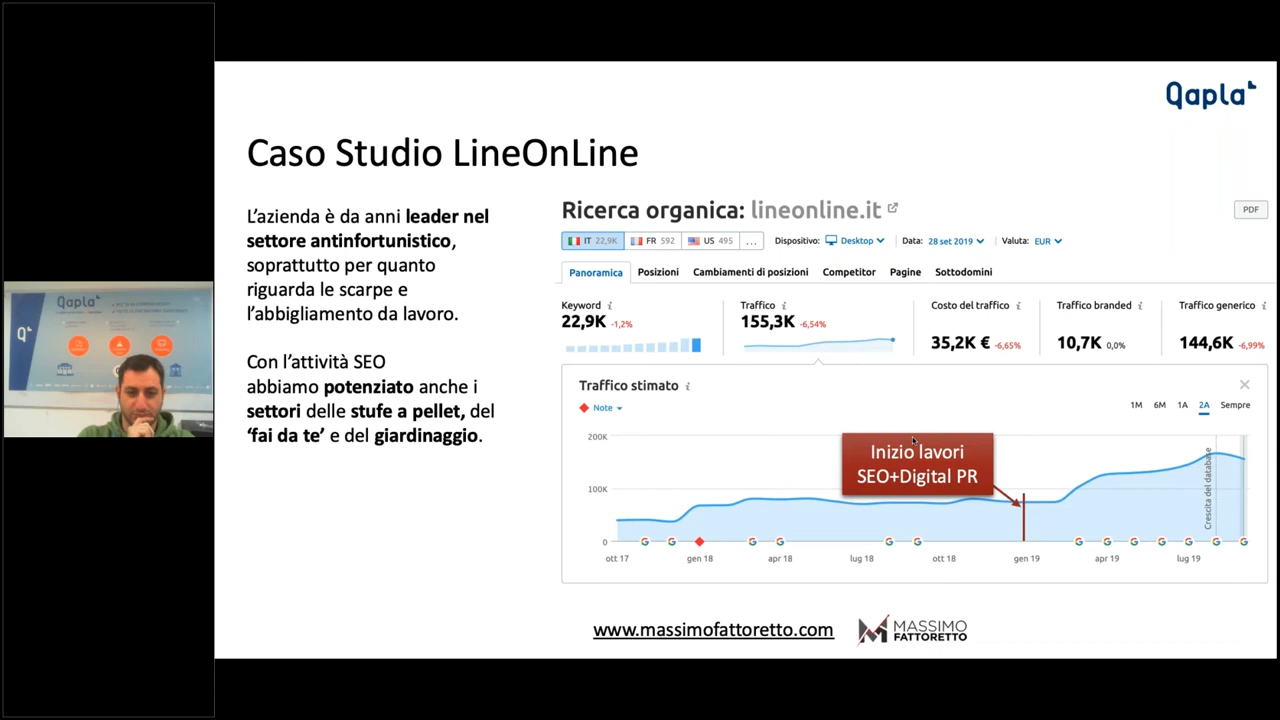 Qapla'
Caso Studio LineOnLine
L'azienda è da anni leader nel
settore antinfortunistico,
soprattutto per quanto
riguarda le scarpe e
l'abbigliamento da lavoro.
Con l'attività SEO
abbiamo potenziato anche i
settori delle stufe a pellet, del
'fai da te' e del giardinaggio.
Ricerca organica: lineonline.it
PDF
IT 22,9K FR 592 US 495 ...
Dispositivo: Desktop Data: 28 set 2019 Valuta: EUR
Panoramica Posizioni Cambiamenti di posizioni Competitor Pagine Sottodomini
Keyword i Traffico i Costo del traffico i Traffico branded i Traffico generico i
22,9K -1,2% 155,3K -6,54% 35,2K € -6,65% 10,7K 0,0% 144,6K -6,99%
Traffico stimato i
Note
1M 6M 1A 2A Sempre
200K
100K
0
Inizio lavori
SEO+Digital PR
Crescita del database
ott 17 gen 18 apr 18 lug 18 ott 18 gen 19 apr 19 lug 19
www.massimofattoretto.com
MASSIMO
FATTORETTO
Qapla'